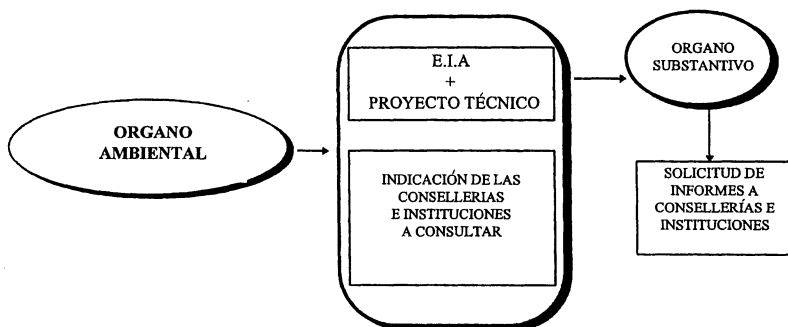 ORGANO
AMBIENTAL
E.I.A
+
PROYECTO TÉCNICO
INDICACIÓN DE LAS
CONSELLERIAS
E INSTITUCIONES
A CONSULTAR
ORGANO
SUBSTANTIVO
SOLICITUD DE
INFORMES A
CONSELLERÍAS E
INSTITUCIONES